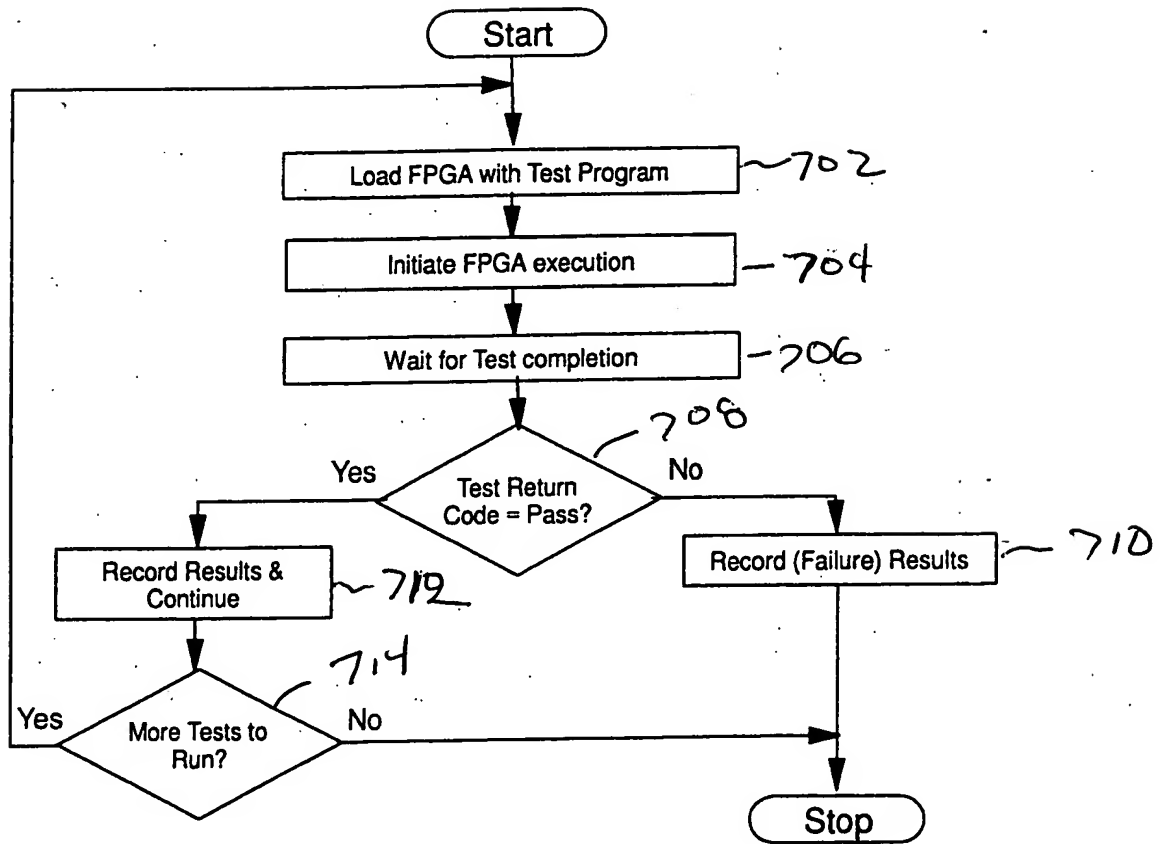 Start
Load FPGA with Test Program
702
Initiate FPGA execution
704
Wait for Test completion
706
708
Yes
No
Test Return
Code = Pass?
Record Results &
Continue
712
Record (Failure) Results
710
714
Yes
No
More Tests to
Run?
Stop